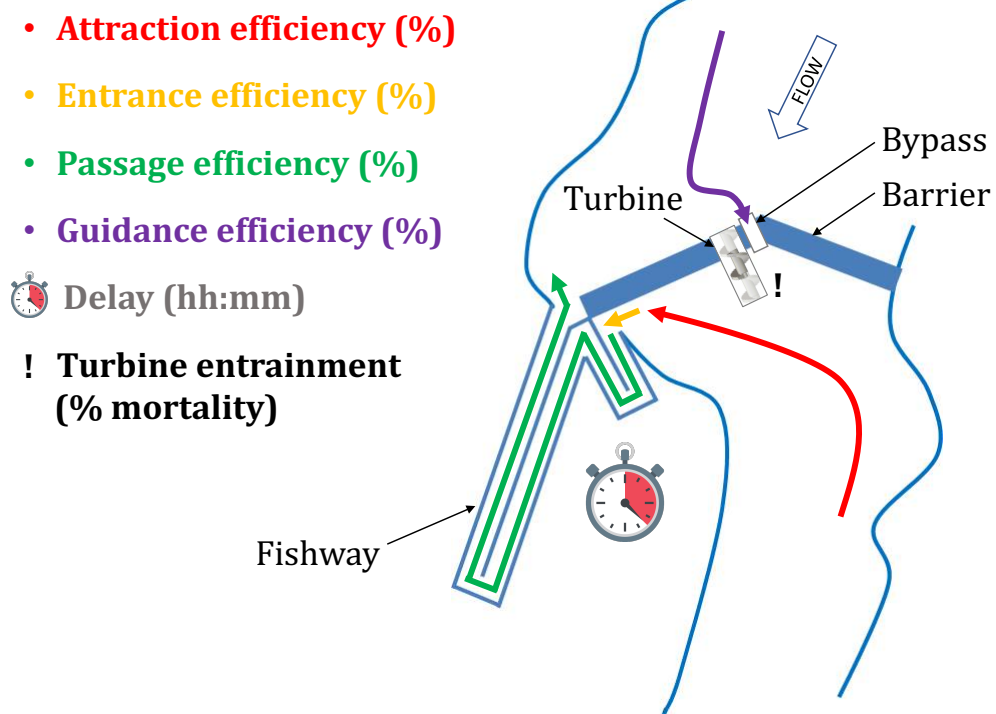 • Attraction efficiency (%)
• Entrance efficiency (%)
• Passage efficiency (%)
• Guidance efficiency (%)
Delay (hh:mm)
! Turbine entrainment
(% mortality)
FLOW
Bypass
Turbine
Barrier
!
Fishway